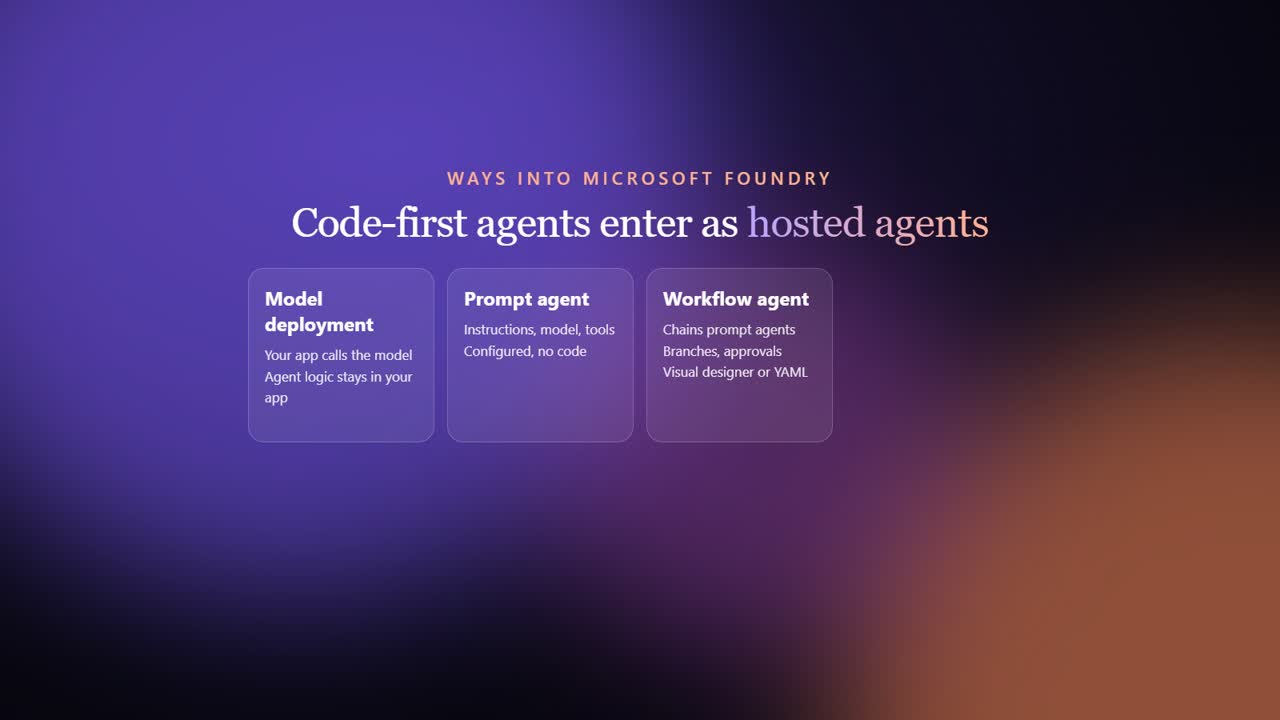 WAYS INTO MICROSOFT FOUNDRY
Code-first agents enter as hosted agents
Model
deployment
Your app calls the model
Agent logic stays in your
app
Prompt agent
Instructions, model, tools
Configured, no code
Workflow agent
Chains prompt agents
Branches, approvals
Visual designer or YAML